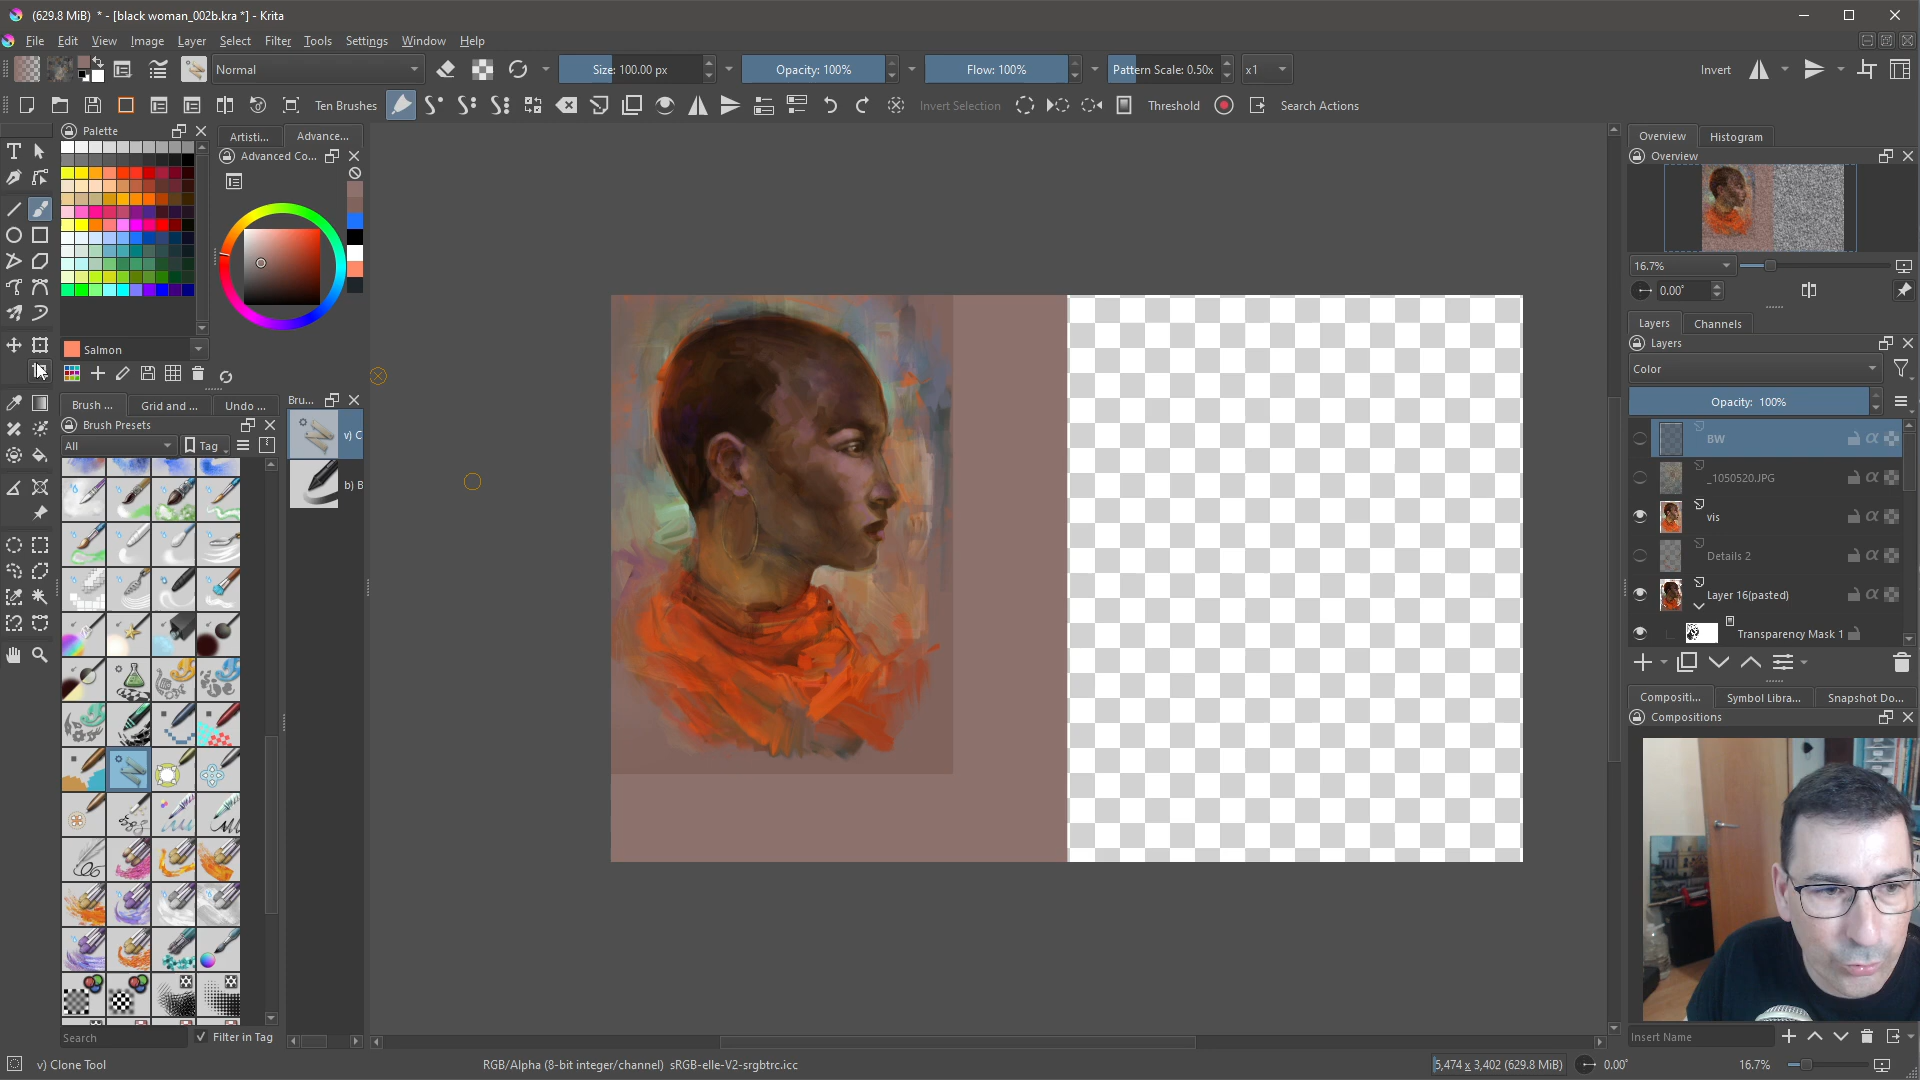 (629.8 MiB)  * - [black woman_002b.kra *] - Krita
File Edit View Image Layer Select Filter Tools Settings Window Help
Normal
Size: 100.00 px
Opacity: 100%
Flow: 100%
Pattern Scale: 0.50x
x1
Invert
Ten Brushes
Invert Selection
Threshold
Search Actions
Palette
Artisti...
Advance...
Advanced Co...
Salmon
Brush ...
Grid and ...
Undo ...
Bru...
Brush Presets
All
Tag
v) C
b) B
Search
Filter in Tag
Overview
Histogram
Overview
16.7%
0.00°
Layers
Channels
Layers
Color
Opacity: 100%
BW
_1050520.JPG
vis
Details 2
Layer 16(pasted)
Transparency Mask 1
Compositi...
Symbol Libra...
Snapshot Do...
Compositions
Insert Name
v) Clone Tool
RGB/Alpha (8-bit integer/channel)  sRGB-elle-V2-srgbtrc.icc
5,474 x 3,402 (629.8 MiB)
0.00°
16.7%